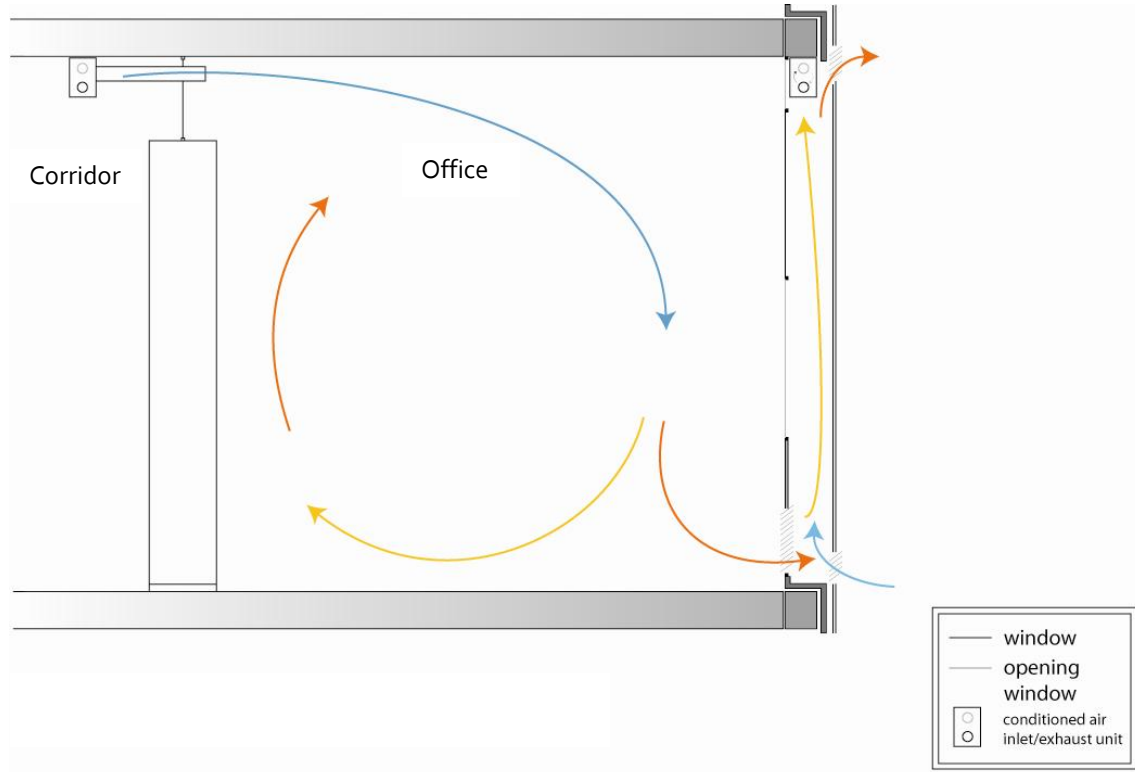 Corridor
Office
window
opening
window
conditioned air
inlet/exhaust unit